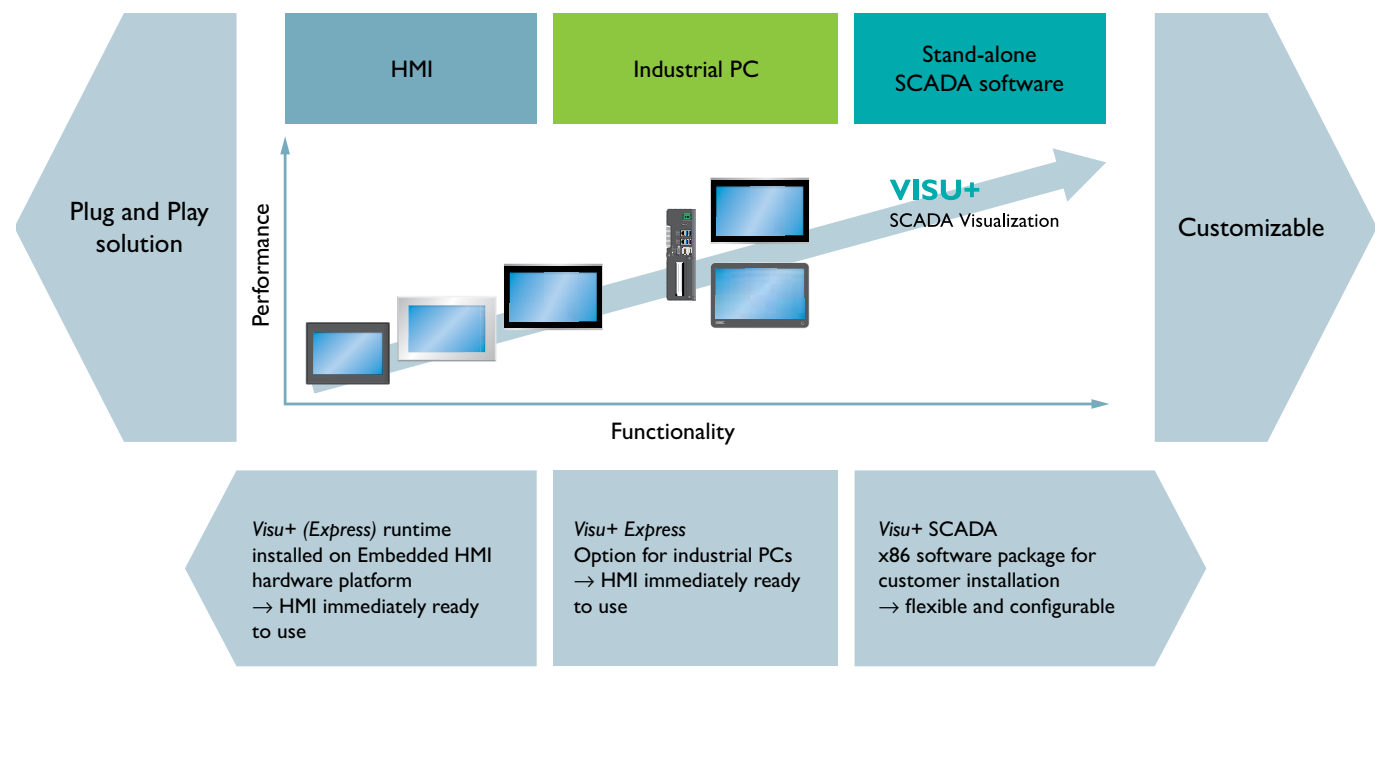 HMI
Industrial PC
Stand-alone
SCADA software
Plug and Play
solution
Performance
VISU+
SCADA Visualization
Customizable
Functionality
Visu+ (Express) runtime
installed on Embedded HMI
hardware platform
→ HMI immediately ready
to use
Visu+ Express
Option for industrial PCs
→ HMI immediately ready
to use
Visu+ SCADA
x86 software package for
customer installation
→ flexible and configurable